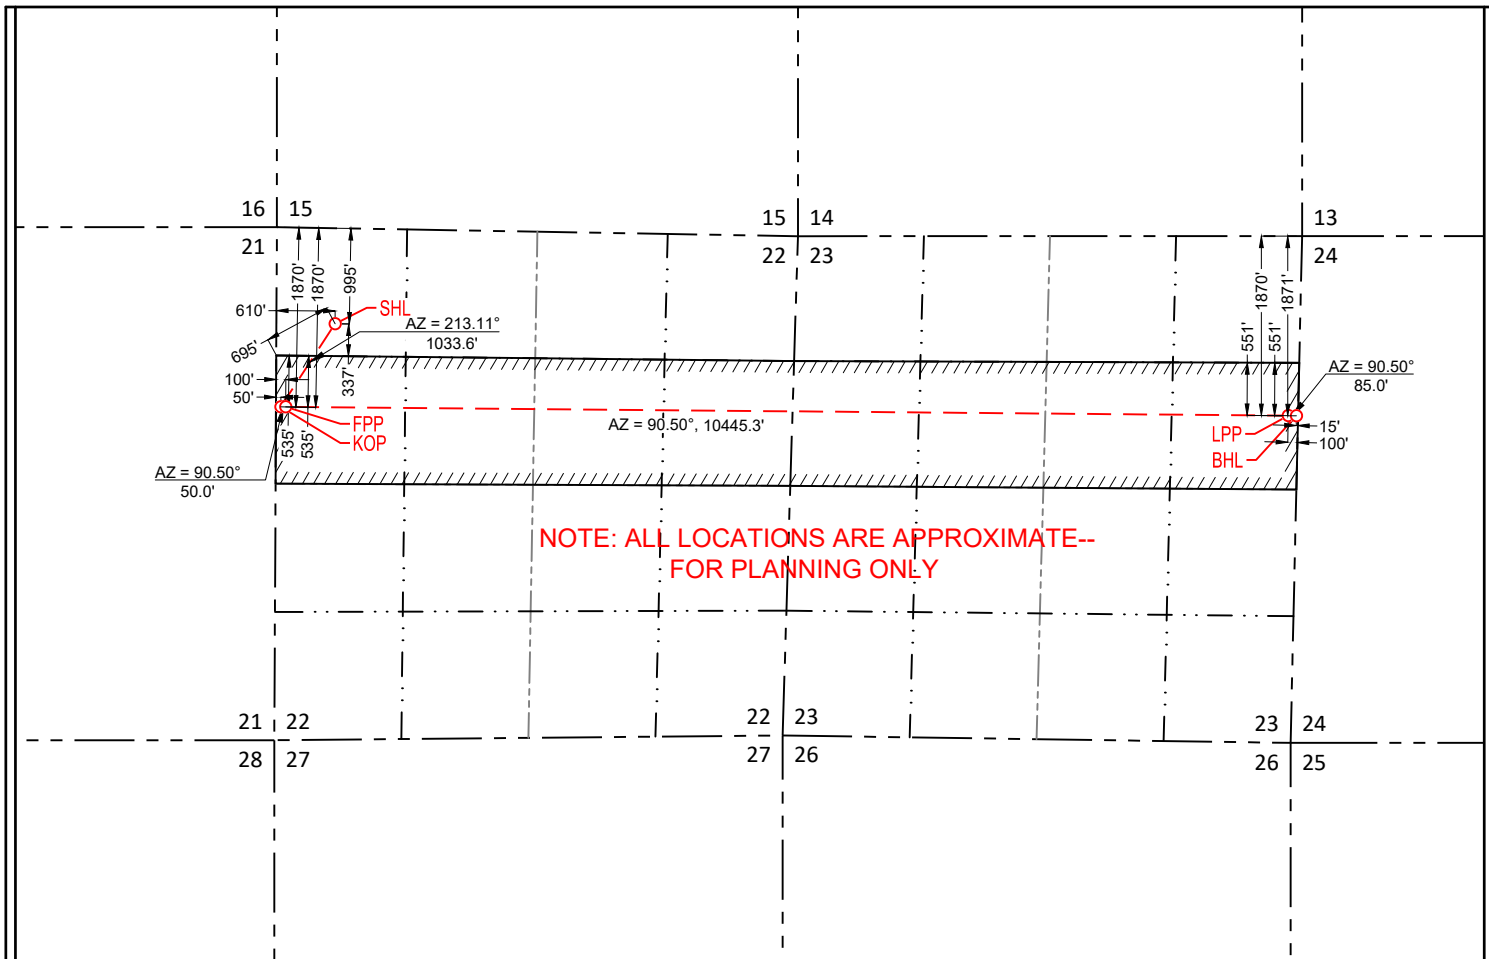 16 15
15 14
13
21
22 23
24
1870'
1870'
995'
1870'
1871'
610'
SHL
AZ = 213.11°
1033.6'
695'
337'
551'
551'
AZ = 90.50°
85.0'
100'
50'
FPP
KOP
535'
535'
AZ = 90.50°, 10445.3'
LPP
BHL
15'
100'
AZ = 90.50°
50.0'
NOTE: ALL LOCATIONS ARE APPROXIMATE--
FOR PLANNING ONLY
21 22
22 23
23 24
28 27
27 26
26 25